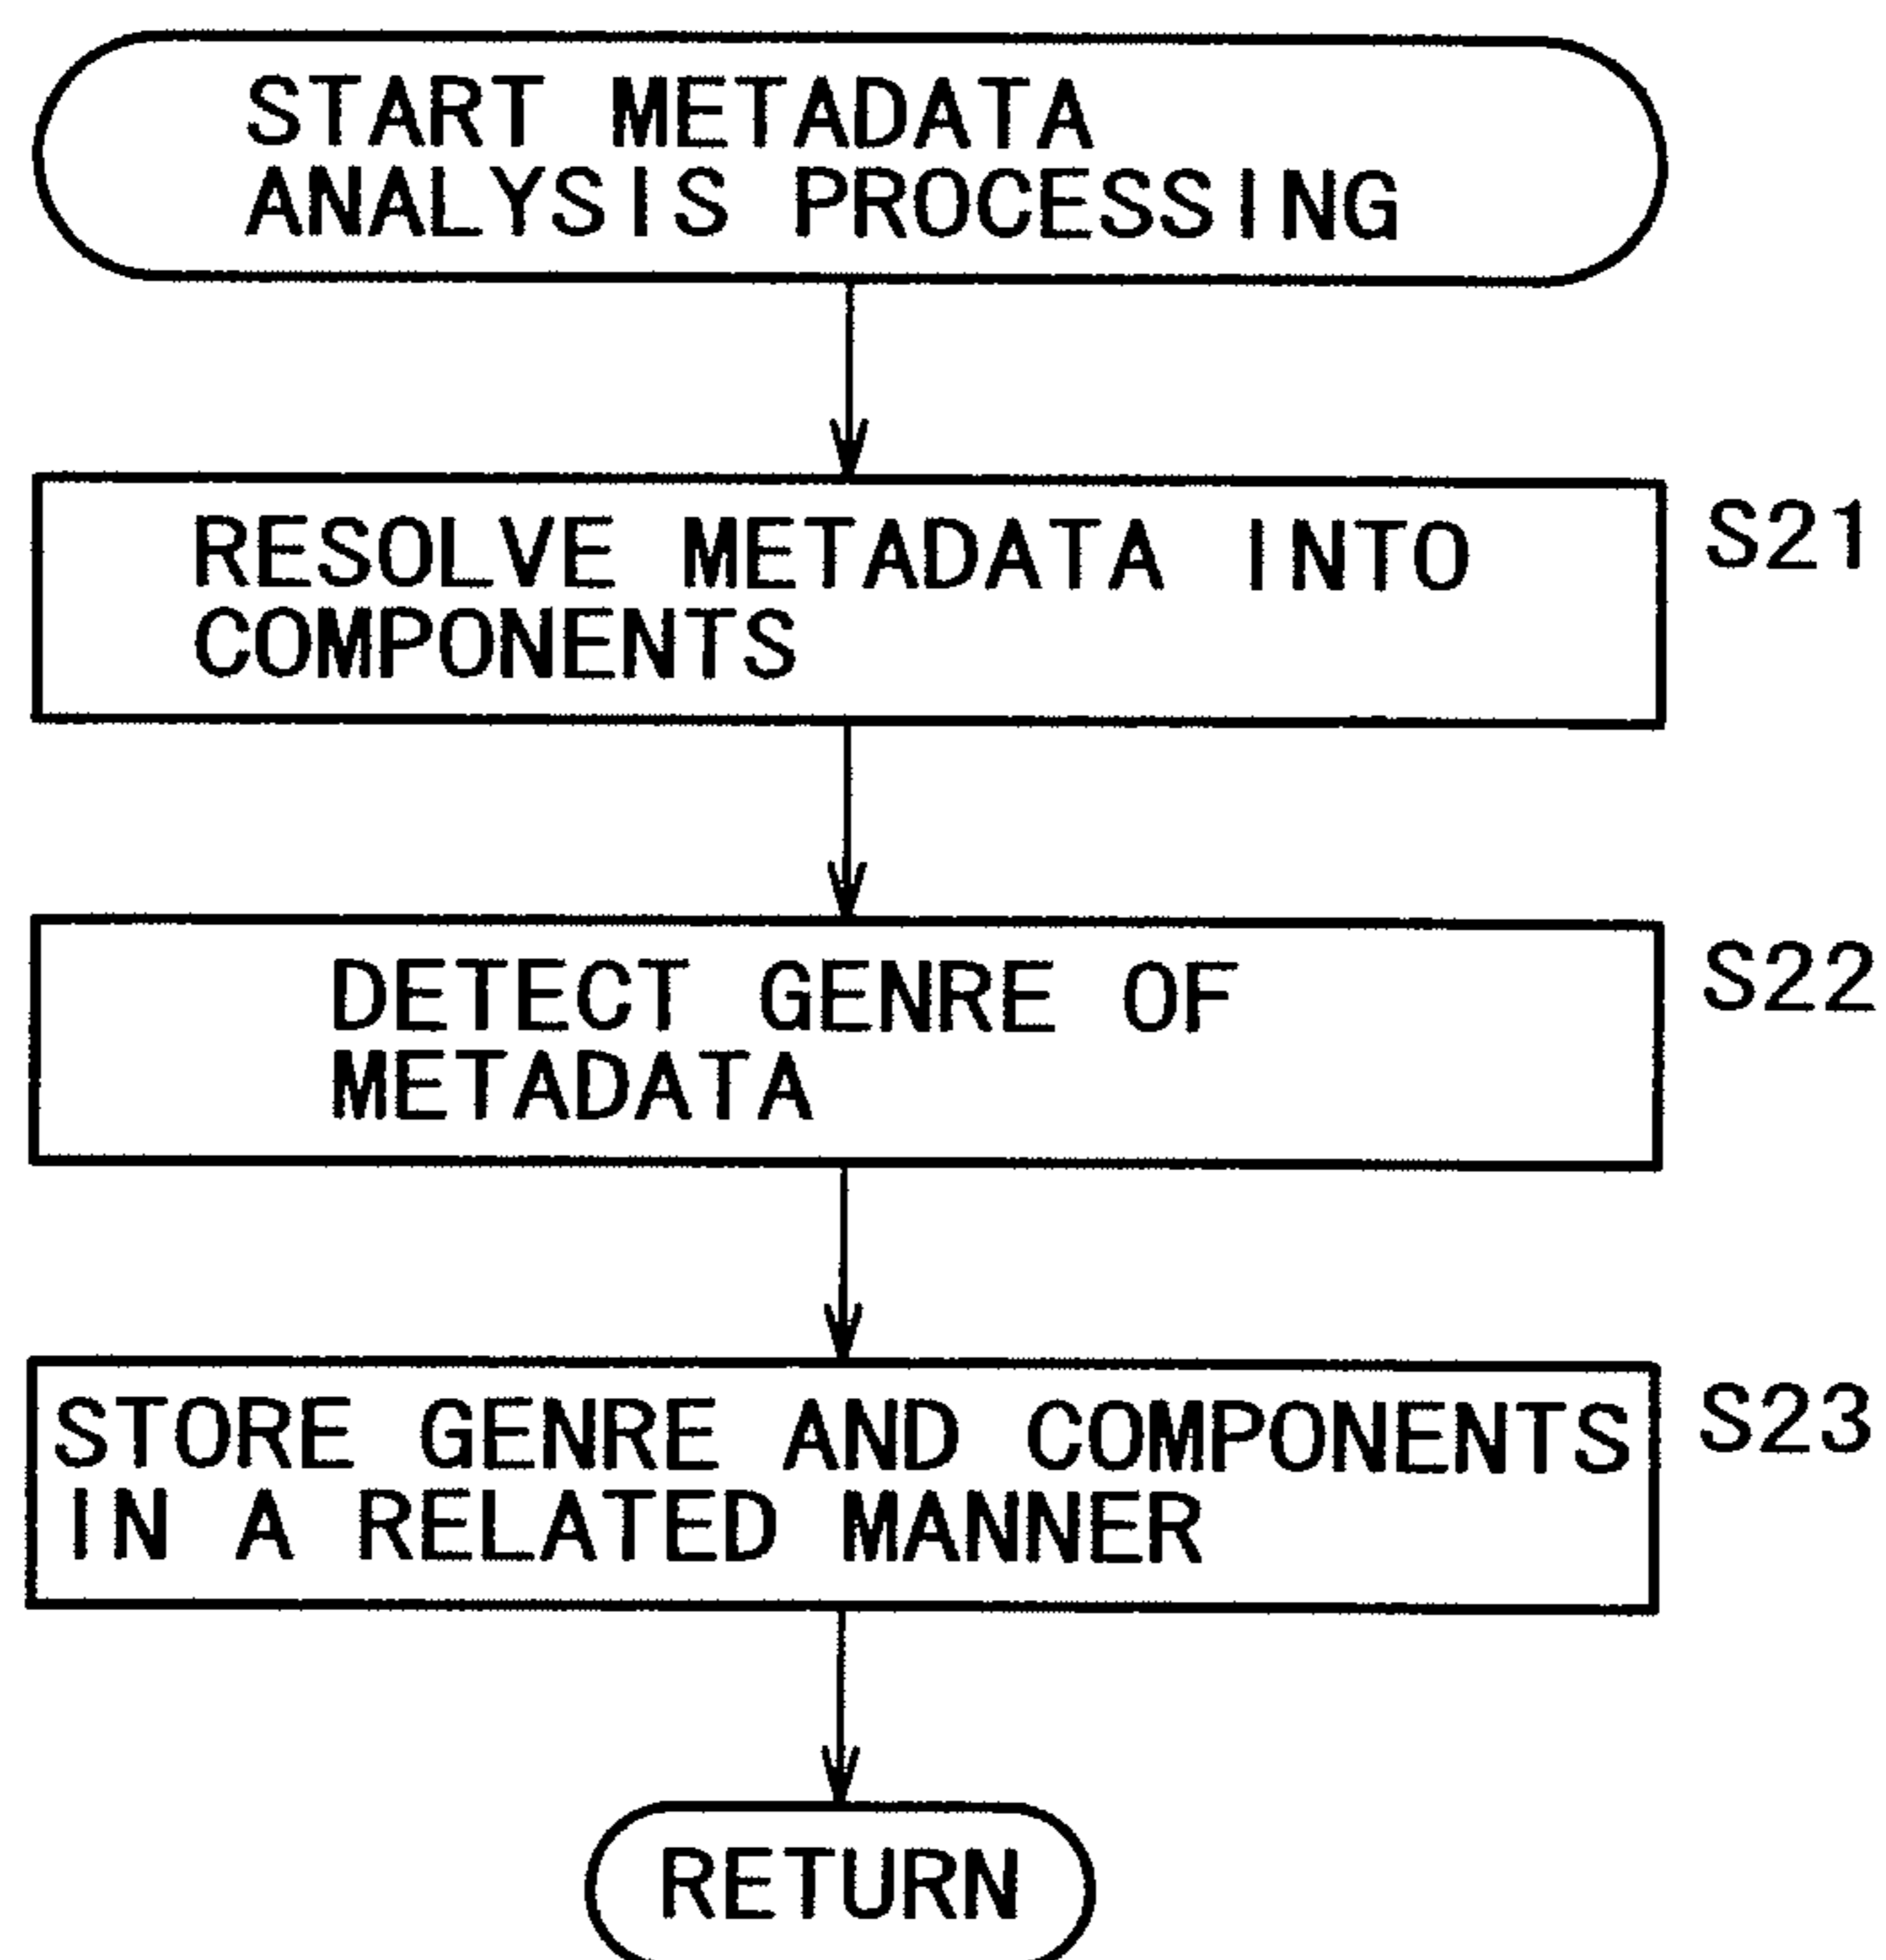 START METADATA
ANALYSIS PROCESSING
RESOLVE METADATA INTO
COMPONENTS
S21
DETECT GENRE OF
METADATA
S22
STORE GENRE AND COMPONENTS
IN A RELATED MANNER
S23
RETURN